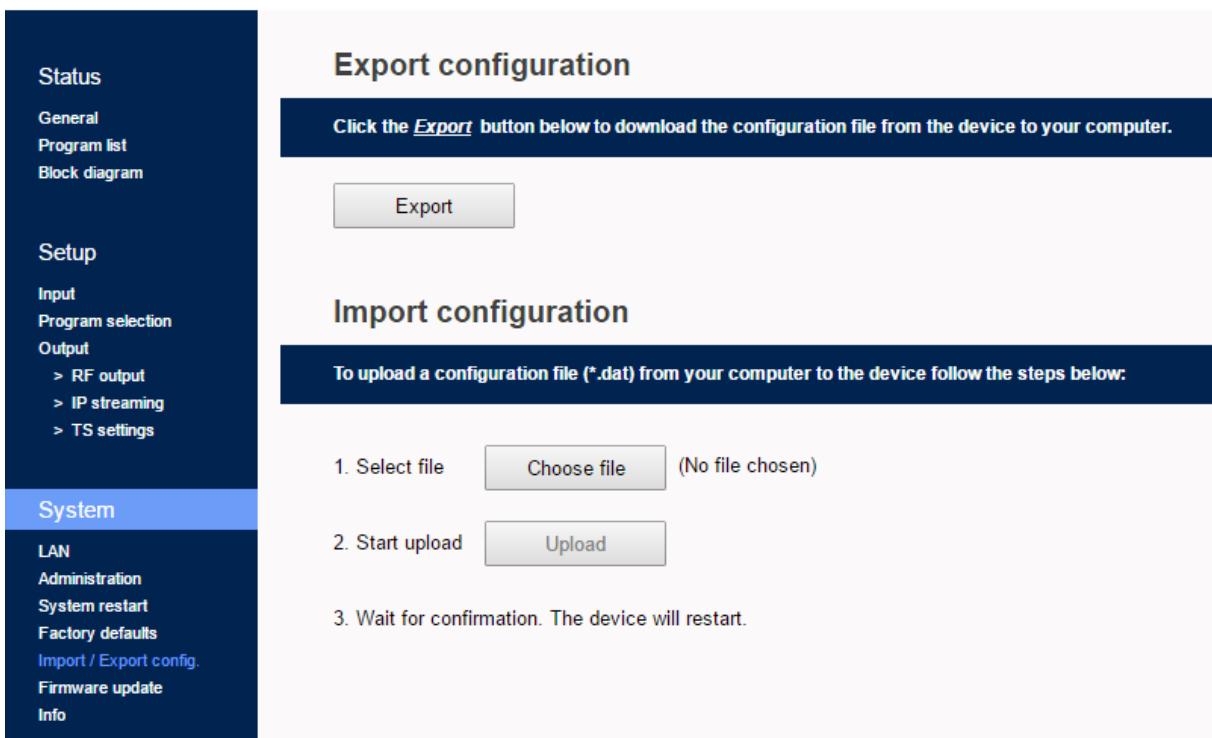 Status
General
Program list
Block diagram
Setup
Input
Program selection
Output
> RF output
> IP streaming
> TS settings
System
LAN
Administration
System restart
Factory defaults
Import / Export config.
Firmware update
Info
Export configuration
Click the Export button below to download the configuration file from the device to your computer.
Export
Import configuration
To upload a configuration file (*.dat) from your computer to the device follow the steps below:
1. Select file Choose file (No file chosen)
2. Start upload Upload
3. Wait for confirmation. The device will restart.